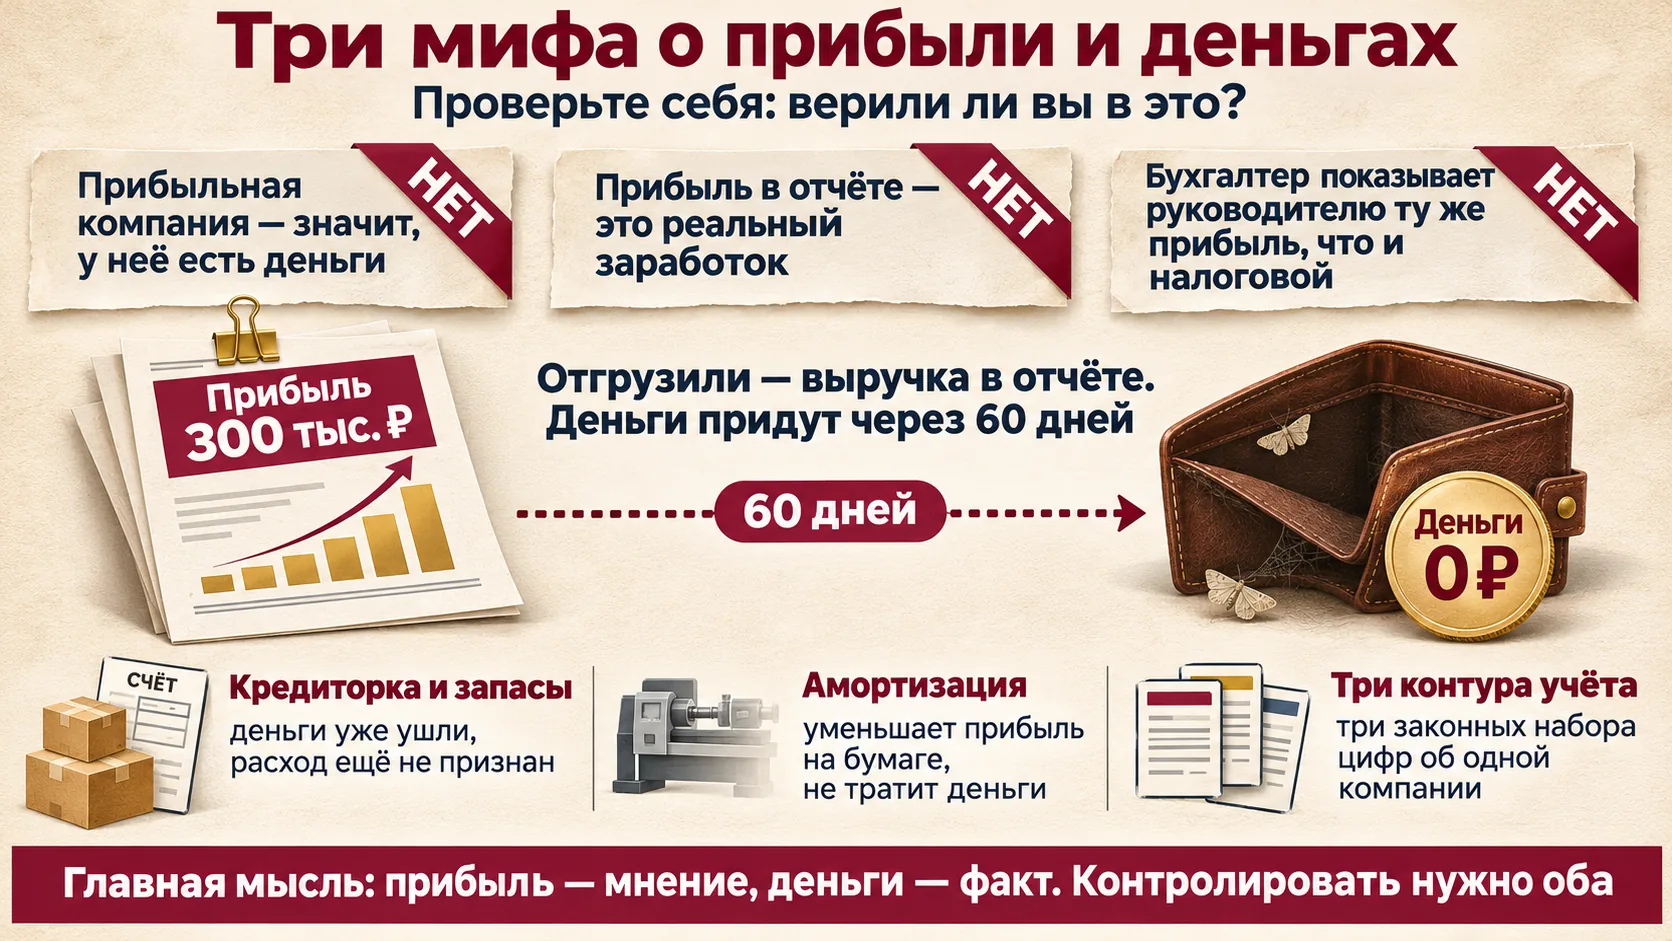 Три мифа о прибыли и деньгах
Проверьте себя: верили ли вы в это?
Прибыльная
компания — значит,
у неё есть деньги
НЕТ
Прибыль в отчёте —
это реальный
заработок
НЕТ
Бухгалтер показывает
руководителю ту же
прибыль, что и
налоговой
НЕТ
Прибыль
300 тыс. ₽
Отгрузили — выручка в отчёте.
Деньги придут через 60 дней
60 дней
Деньги
0 ₽
СЧЁТ
Кредиторка и запасы
деньги уже ушли,
расход ещё не признан
Амортизация
уменьшает прибыль
на бумаге,
не тратит деньги
Три контура учёта
три законных набора
цифр об одной
компании
Главная мысль: прибыль — мнение, деньги — факт. Контролировать нужно оба